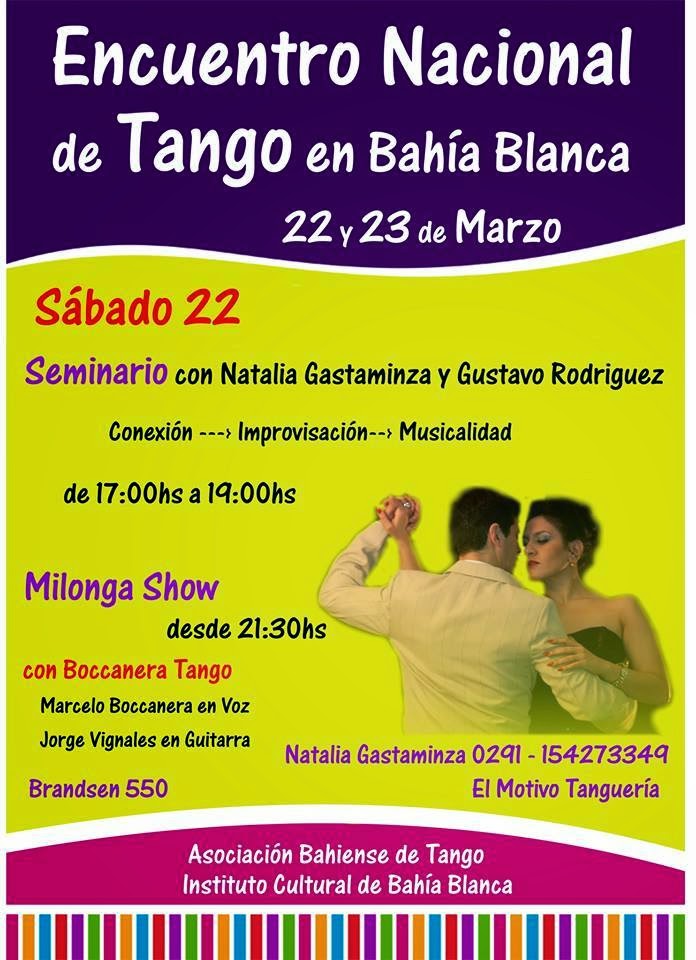 Encuentro Nacional
de Tango en Bahía Blanca
22 y 23 de Marzo
Sábado 22
Seminario con Natalia Gastaminza y Gustavo Rodriguez
Conexión ---› Improvisación--› Musicalidad
de 17:00hs a 19:00hs
Milonga Show
desde 21:30hs
con Boccanera Tango
Marcelo Boccanera en Voz
Jorge Vignales en Guitarra
Natalia Gastaminza 0291 - 154273349
Brandsen 550
El Motivo Tanguería
Asociación Bahiense de Tango
Instituto Cultural de Bahía Blanca